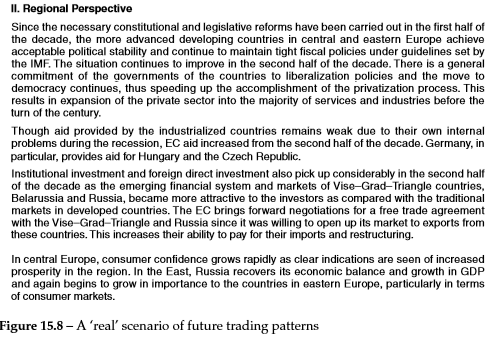 II. Regional Perspective
Since the necessary constitutional and legislative reforms have been carried out in the first half of
the decade, the more advanced developing countries in central and eastern Europe achieve
acceptable political stability and continue to maintain tight fiscal policies under guidelines set by
the IMF. The situation continues to improve in the second half of the decade. There is a general
commitment of the governments of the countries to liberalization policies and the move to
democracy continues, thus speeding up the accomplishment of the privatization process. This
results in expansion of the private sector into the majority of services and industries before the
turn of the century.
Though aid provided by the industrialized countries remains weak due to their own internal
problems during the recession, EC aid increased from the second half of the decade. Germany, in
particular, provides aid for Hungary and the Czech Republic.
Institutional investment and foreign direct investment also pick up considerably in the second half
of the decade as the emerging financial system and markets of Vise–Grad–Triangle countries,
Belarussia and Russia, became more attractive to the investors as compared with the traditional
markets in developed countries. The EC brings forward negotiations for a free trade agreement
with the Vise–Grad–Triangle and Russia since it was willing to open up its market to exports from
these countries. This increases their ability to pay for their imports and restructuring.
In central Europe, consumer confidence grows rapidly as clear indications are seen of increased
prosperity in the region. In the East, Russia recovers its economic balance and growth in GDP
and again begins to grow in importance to the countries in eastern Europe, particularly in terms
of consumer markets.
Figure 15.8 – A ‘real’ scenario of future trading patterns